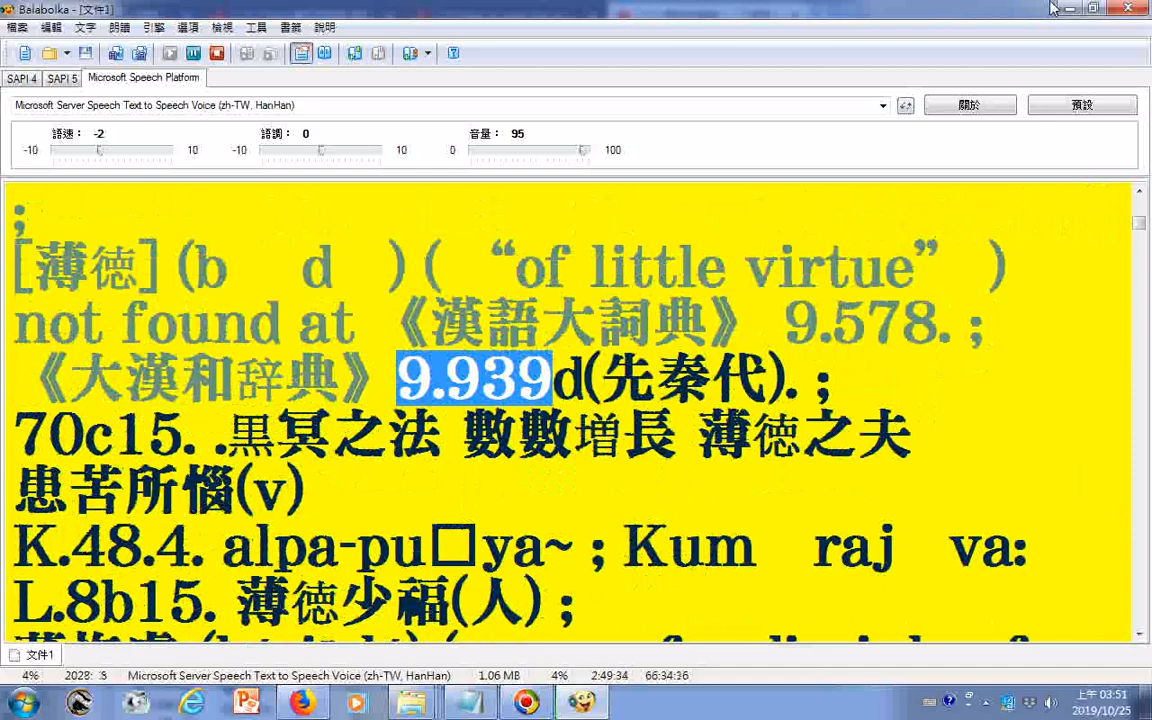 Balabolka - [文件1]
檔案 編輯 文字 朗讀 引擎 選項 檢視 工具 書籤 說明
SAPI 4 SAPI 5 Microsoft Speech Platform
Microsoft Server Speech Text to Speech Voice (zh-TW, HanHan) 關於 預設
語速： -2 語調： 0 音量： 95
-10 10 -10 10 0 100
;
[薄徳] (b d ) ( “of little virtue” )
not found at 《漢語大詞典》 9.578. ;
《大漢和辞典》 9.939d(先秦代). ;
70c15. .黒冥之法 數數増長 薄徳之夫
患苦所惱(v)
K.48.4. alpa-pu□ya~ ; Kum raj va:
L.8b15. 薄徳少福(人) ;
文件1
4% Microsoft Server Speech Text to Speech Voice (zh-TW, HanHan) 1.06 MB 4% 2:49:34 66:34:36
上午 03:51
2019/10/25